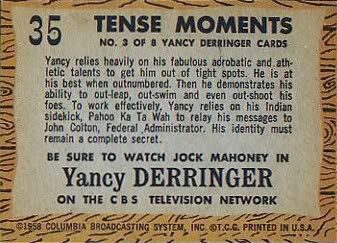 35
TENSE MOMENTS
NO. 3 OF 8 YANCY DERRINGER CARDS
Yancy relies heavily on his fabulous acrobatic and ath-
letic talents to get him out of tight spots. He is at
his best when outnumbered. Then he demonstrates his
ability to out-leap, out-swim and even out-shoot his
foes. To work effectively, Yancy relies on his Indian
sidekick, Pahoo Ka Ta Wah to relay his messages to
John Colton, Federal Administrator. His identity must
remain a complete secret.
BE SURE TO WATCH JOCK MAHONEY IN
Yancy DERRINGER
ON THE CBS TELEVISION NETWORK
©1958 COLUMBIA BROADCASTING SYSTEM, INC. ©T.C.G. PRINTED IN U.S.A.